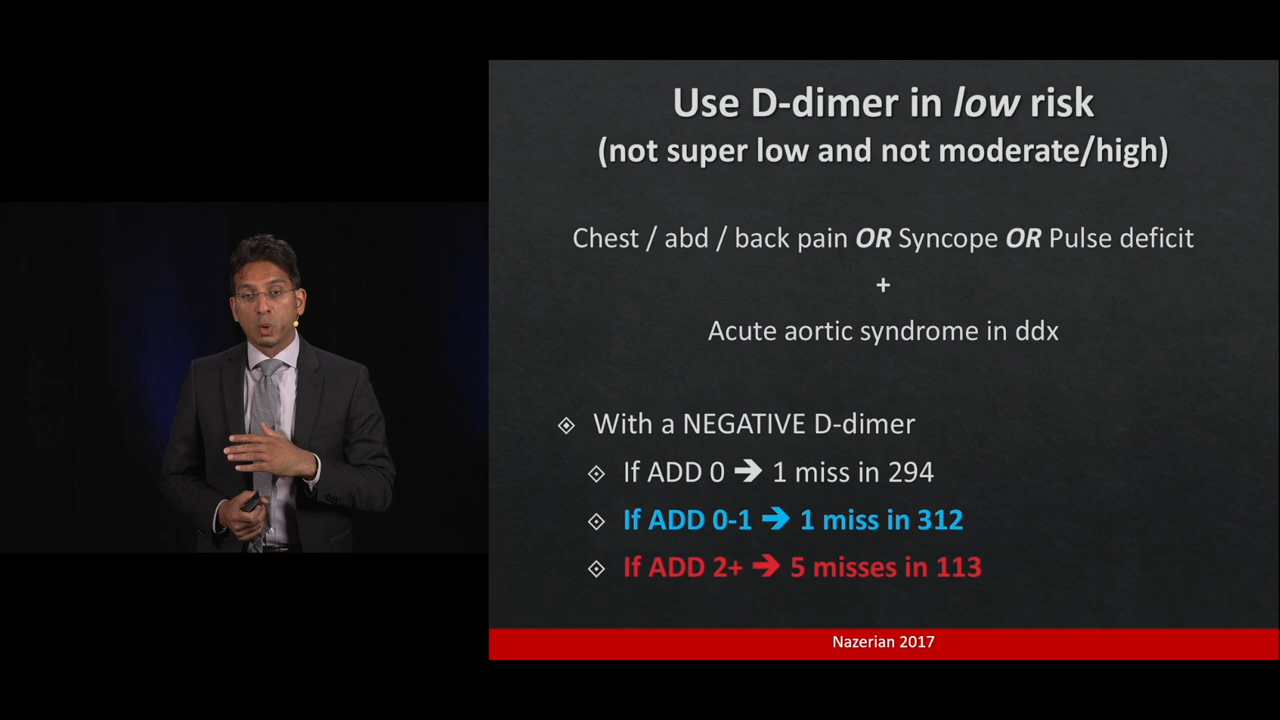 Use D-dimer in low risk
(not super low and not moderate/high)
Chest / abd / back pain OR Syncope OR Pulse deficit
+
Acute aortic syndrome in ddx
With a NEGATIVE D-dimer
If ADD 0 ➔ 1 miss in 294
If ADD 0-1 ➔ 1 miss in 312
If ADD 2+ ➔ 5 misses in 113
Nazerian 2017